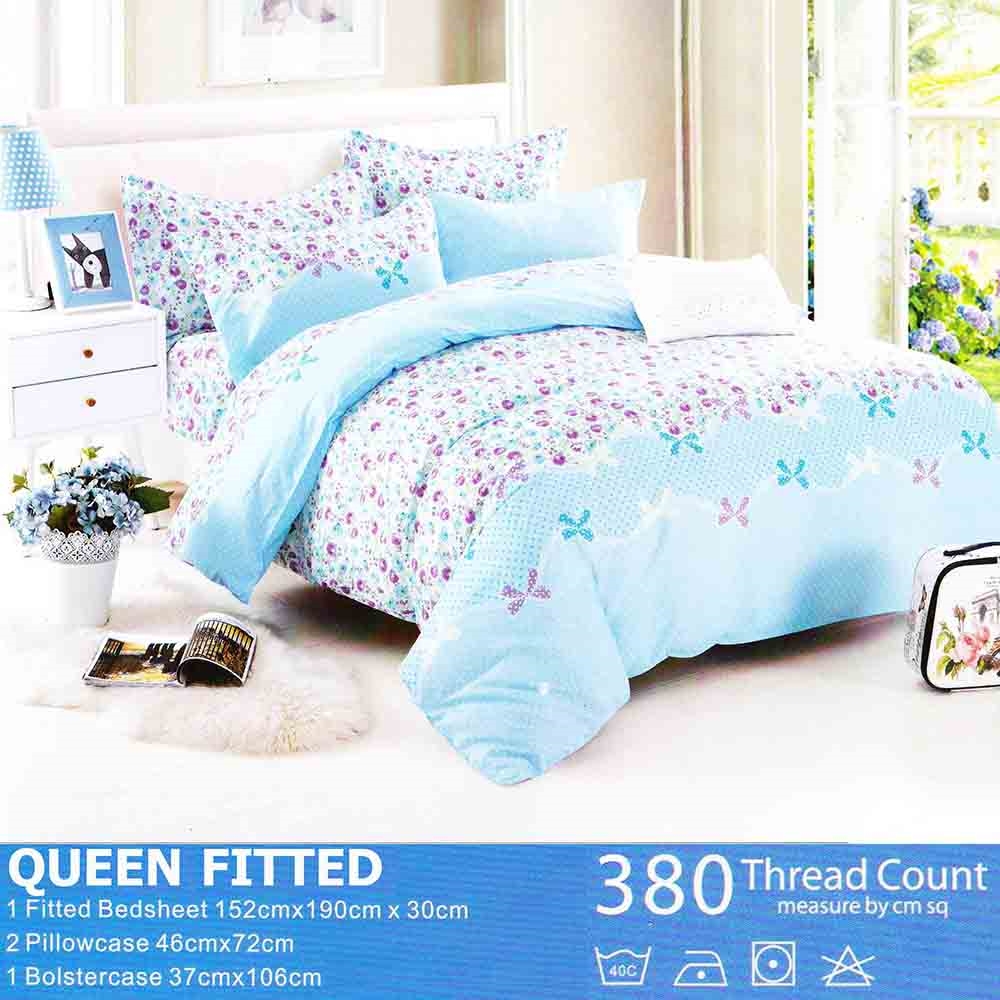 QUEEN FITTED
1 Fitted Bedsheet 152cmx190cm x 30cm
2 Pillowcase 46cmx72cm
1 Bolstercase 37cmx106cm
380 Thread Count
measure by cm sq
40C